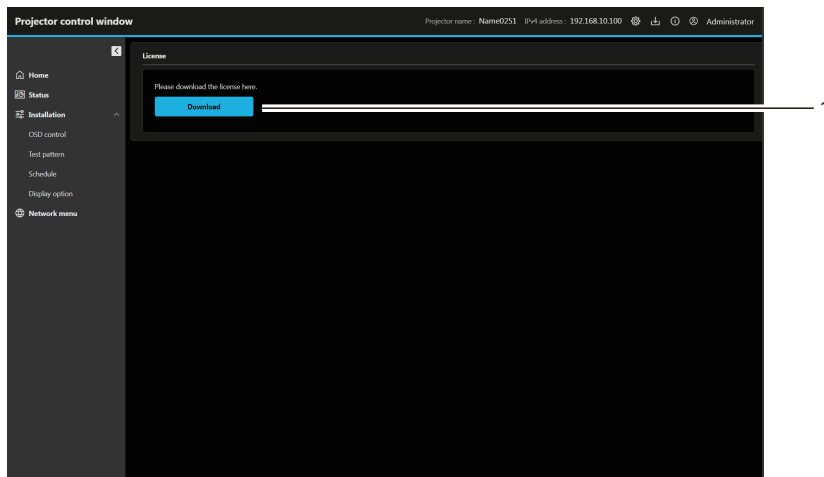 Projector control window
Projector name : Name0251 IPv4 address : 192.168.10.100 Administrator
Home
Status
Installation
OSD control
Test pattern
Schedule
Display option
Network menu
License
Please download the license here.
Download
1